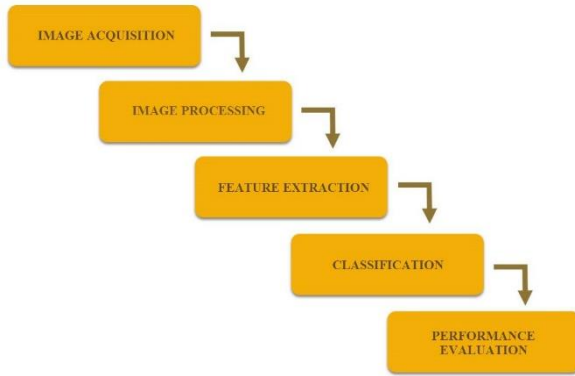 IMAGE ACQUISITION
IMAGE PROCESSING
FEATURE EXTRACTION
CLASSIFICATION
PERFORMANCE
EVALUATION